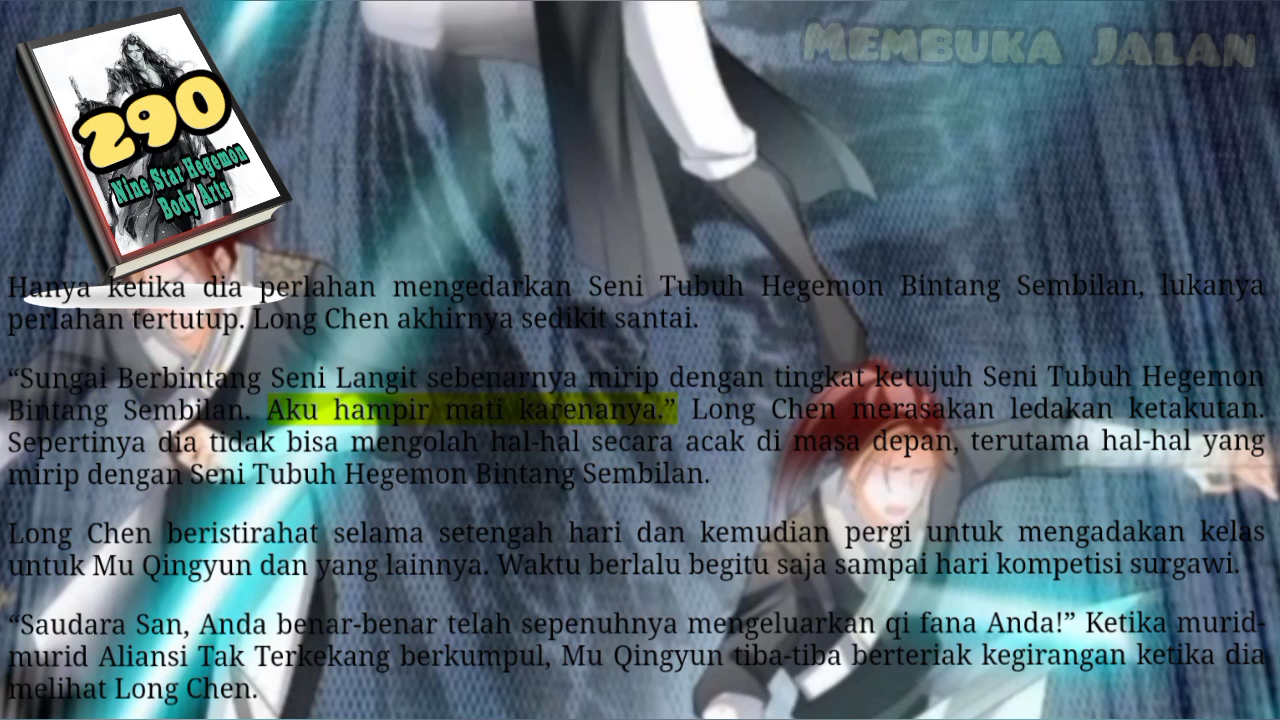 Membuka Jalan
290
Nine Star Hegemon
Body Arts
Hanya ketika dia perlahan mengedarkan Seni Tubuh Hegemon Bintang Sembilan, lukanya
perlahan tertutup. Long Chen akhirnya sedikit santai.
“Sungai Berbintang Seni Langit sebenarnya mirip dengan tingkat ketujuh Seni Tubuh Hegemon
Bintang Sembilan. Aku hampir mati karenanya.” Long Chen merasakan ledakan ketakutan.
Sepertinya dia tidak bisa mengolah hal-hal secara acak di masa depan, terutama hal-hal yang
mirip dengan Seni Tubuh Hegemon Bintang Sembilan.
Long Chen beristirahat selama setengah hari dan kemudian pergi untuk mengadakan kelas
untuk Mu Qingyun dan yang lainnya. Waktu berlalu begitu saja sampai hari kompetisi surgawi.
“Saudara San, Anda benar-benar telah sepenuhnya mengeluarkan qi fana Anda!” Ketika murid-
murid Aliansi Tak Terkekang berkumpul, Mu Qingyun tiba-tiba berteriak kegirangan ketika dia
melihat Long Chen.